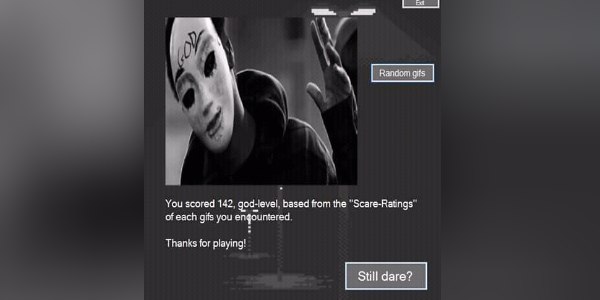 Exit
GOD
Random gifs
You scored 142, god-level, based from the "Scare-Ratings"
of each gifs you encountered.
Thanks for playing!
Still dare?